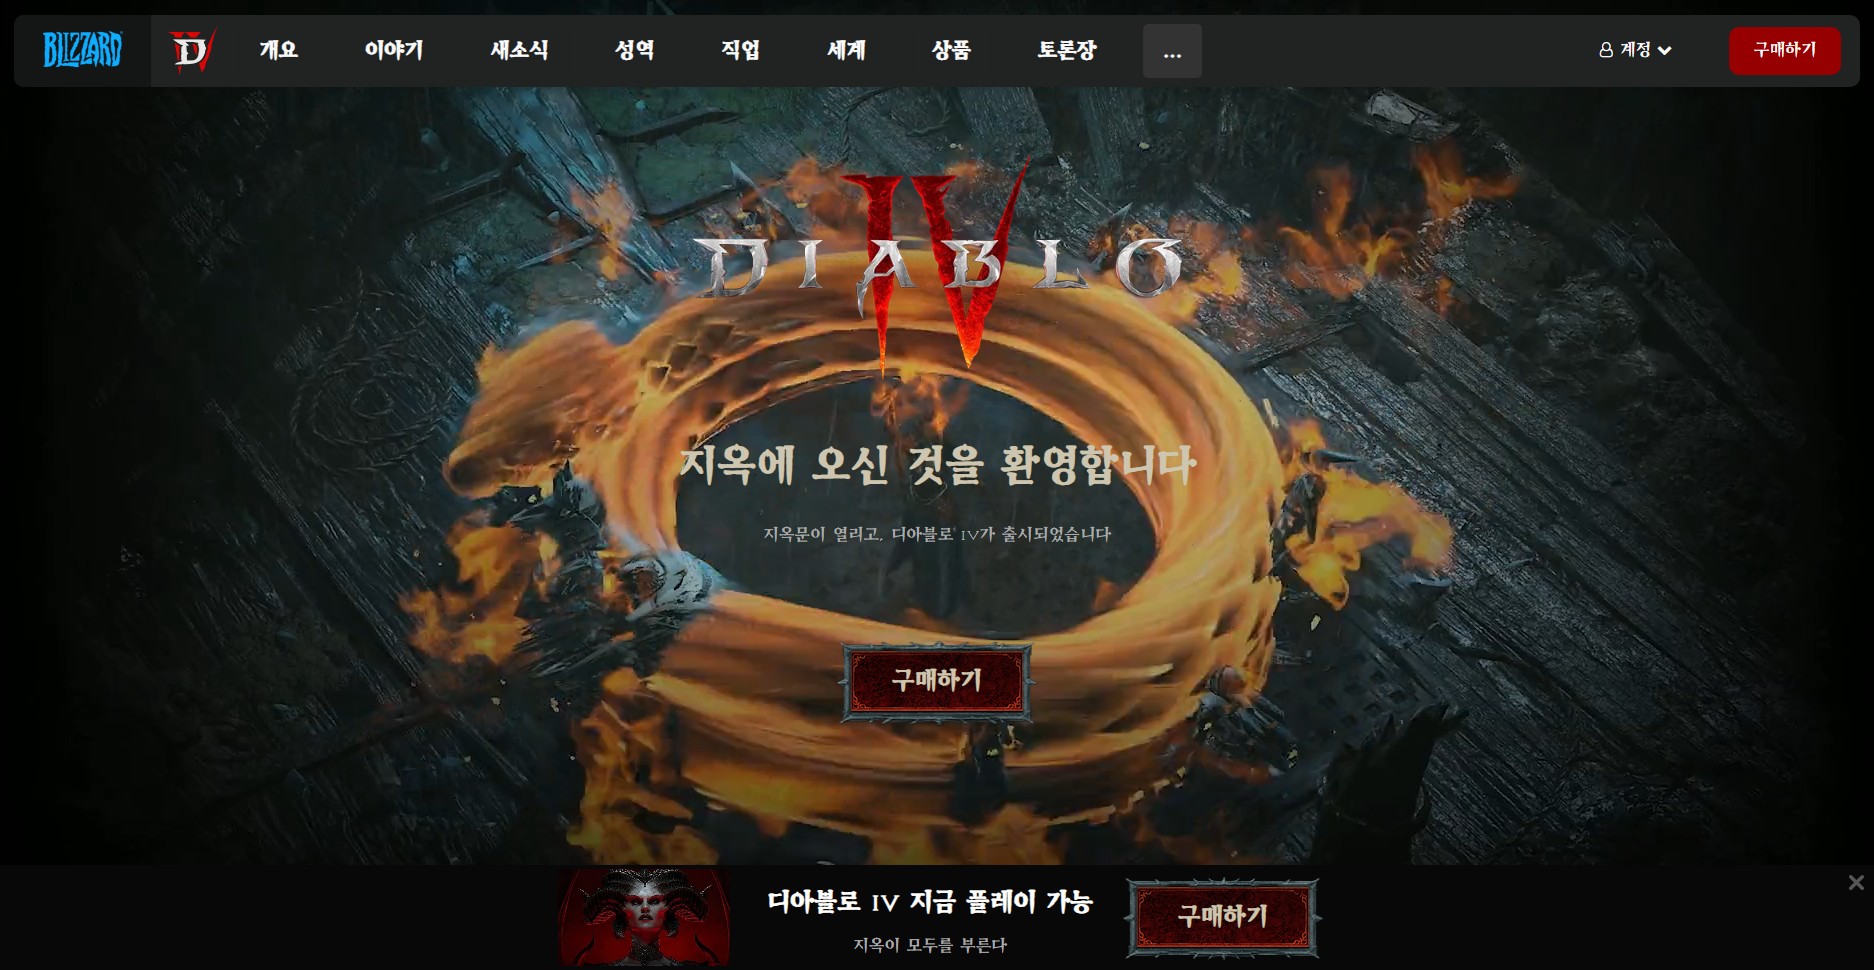 BLIZZARD
D
개요
이야기
새소식
성역
직업
세계
상품
토론장
...
계정
구매하기
DIABLO
IV
지옥에 오신 것을 환영합니다
지옥문이 열리고, 디아블로 IV가 출시되었습니다
구매하기
디아블로 IV 지금 플레이 가능
지옥이 모두를 부른다
구매하기